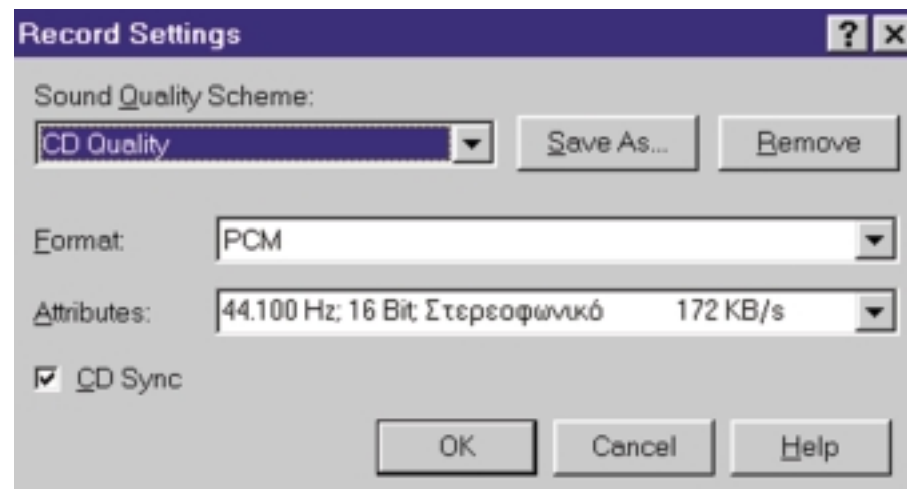 Record Settings
Sound Quality Scheme:
CD Quality Save As... Remove
Format: PCM
Attributes: 44.100 Hz; 16 Bit; Στερεοφωνικό 172 KB/s
CD Sync
OK Cancel Help